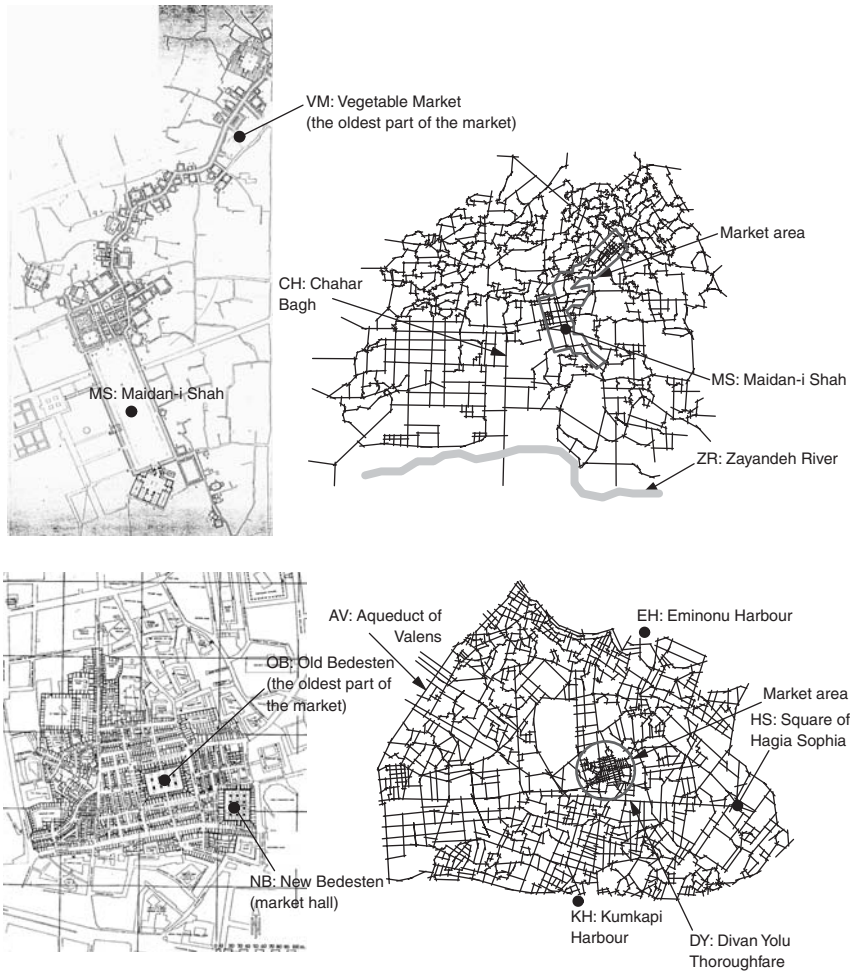 VM: Vegetable Market
(the oldest part of the market)
Market area
CH: Chahar
Bagh
MS: Maidan-i Shah
MS: Maidan-i Shah
ZR: Zayandeh River
AV: Aqueduct of
Valens
EH: Eminonu Harbour
OB: Old Bedesten
(the oldest part of
the market)
Market area
HS: Square of
Hagia Sophia
NB: New Bedesten
(market hall)
KH: Kumkapi
Harbour
DY: Divan Yolu
Thoroughfare